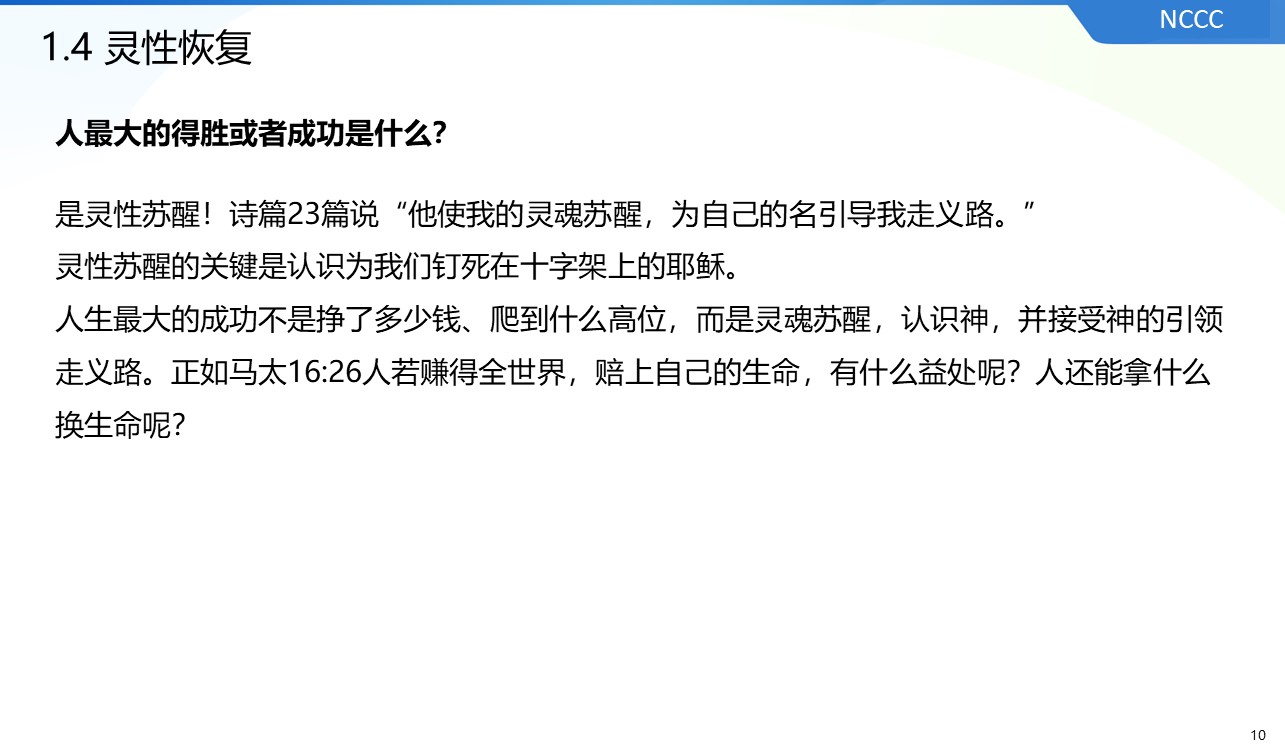 NCCC
1.4 灵性恢复
人最大的得胜或者成功是什么?
是灵性苏醒！诗篇23篇说“他使我的灵魂苏醒，为自己的名引导我走义路。”
灵性苏醒的关键是认识为我们钉死在十字架上的耶稣。
人生最大的成功不是挣了多少钱、爬到什么高位，而是灵魂苏醒，认识神，并接受神的引领
走义路。正如马太16:26人若赚得全世界，赔上自己的生命，有什么益处呢？人还能拿什么
换生命呢?
10